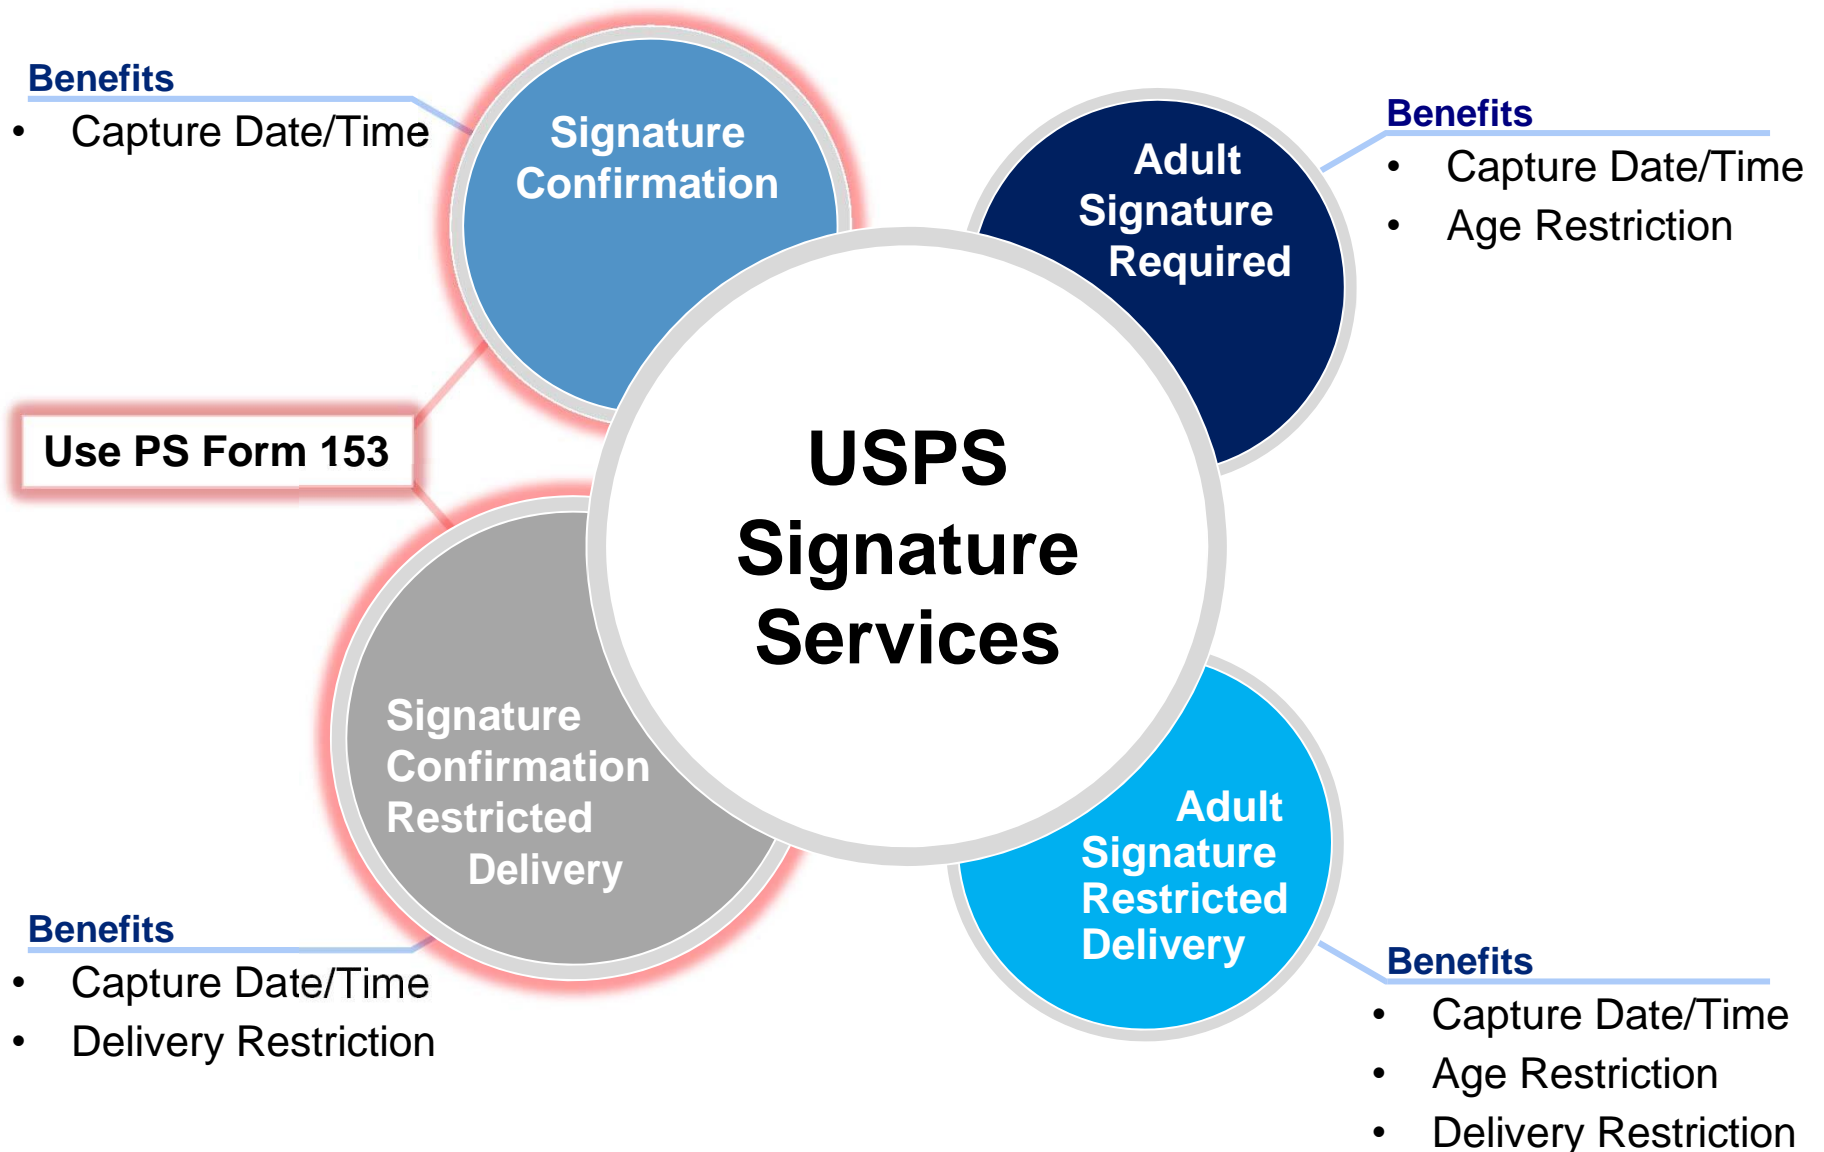 Benefits
• Capture Date/Time
Signature
Confirmation
Adult
Signature
Required
Benefits
• Capture Date/Time
• Age Restriction
Use PS Form 153
USPS
Signature
Services
Signature
Confirmation
Restricted
Delivery
Benefits
• Capture Date/Time
• Delivery Restriction
Adult
Signature
Restricted
Delivery
Benefits
• Capture Date/Time
• Age Restriction
• Delivery Restriction